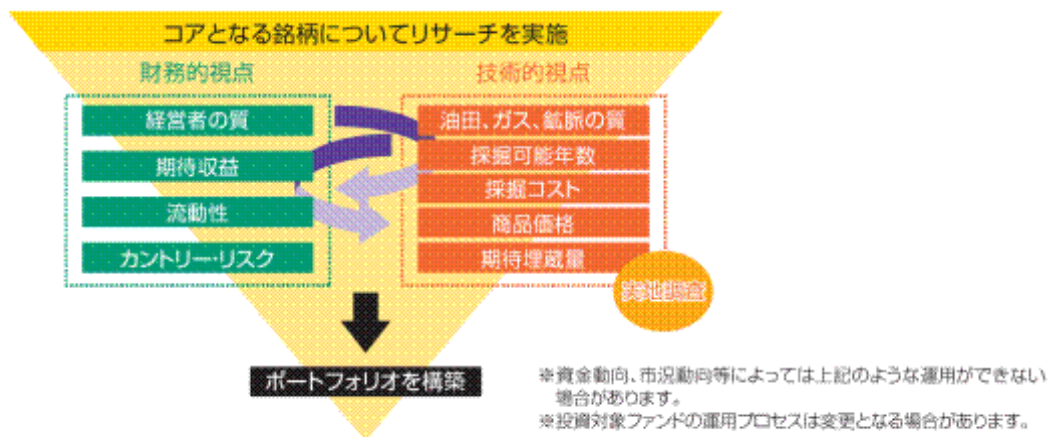 コアとなる銘柄についてリサーチを実施
財務的視点
経営者の質
期待収益
流動性
カントリー・リスク
技術的視点
油田、ガス、鉱脈の質
採掘可能年数
採掘コスト
商品価格
期待埋蔵量
実地調査
ポートフォリオを構築
※資金動向、市況動向等によっては上記のような運用ができない
場合があります。
※投資対象ファンドの運用プロセスは変更となる場合があります。